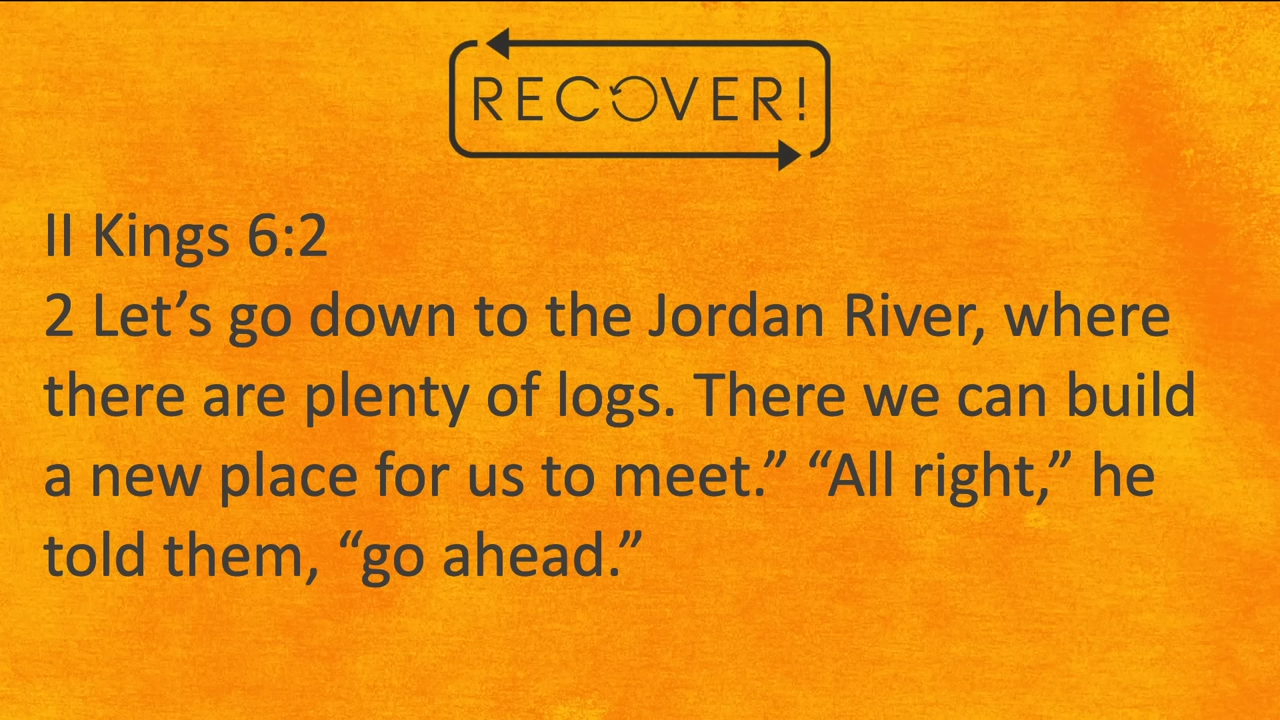 RECOVER!
II Kings 6:2
2 Let’s go down to the Jordan River, where
there are plenty of logs. There we can build
a new place for us to meet.” “All right,” he
told them, “go ahead.”